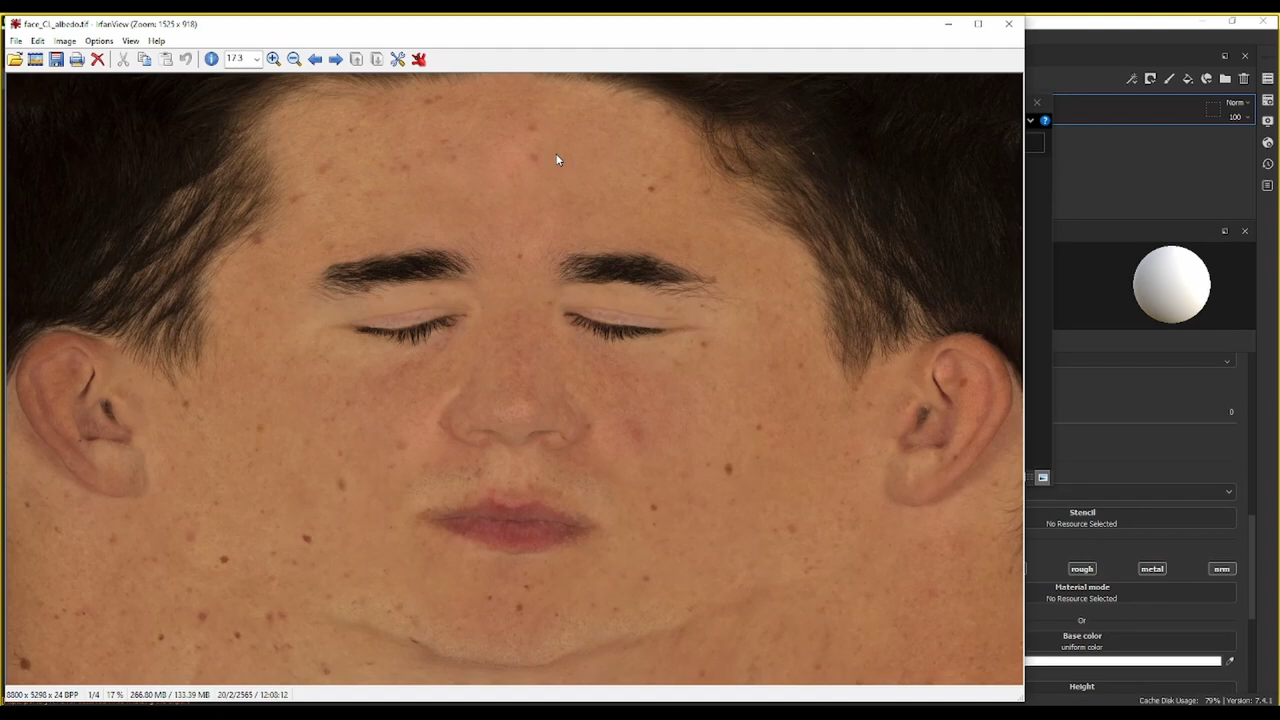 face_CL_albedo.tif - IrfanView (Zoom: 1525 x 918)
File Edit Image Options View Help
17.3
Norm
100
0
Stencil
No Resource Selected
rough metal nrm
Material mode
No Resource Selected
Or
Base color
uniform color
Height
8800 x 5298 x 24 BPP 1/4 17 % 266.80 MB / 133.39 MB 20/2/2565 / 12:08:12
Cache Disk Usage: 79% | Version: 7.4.